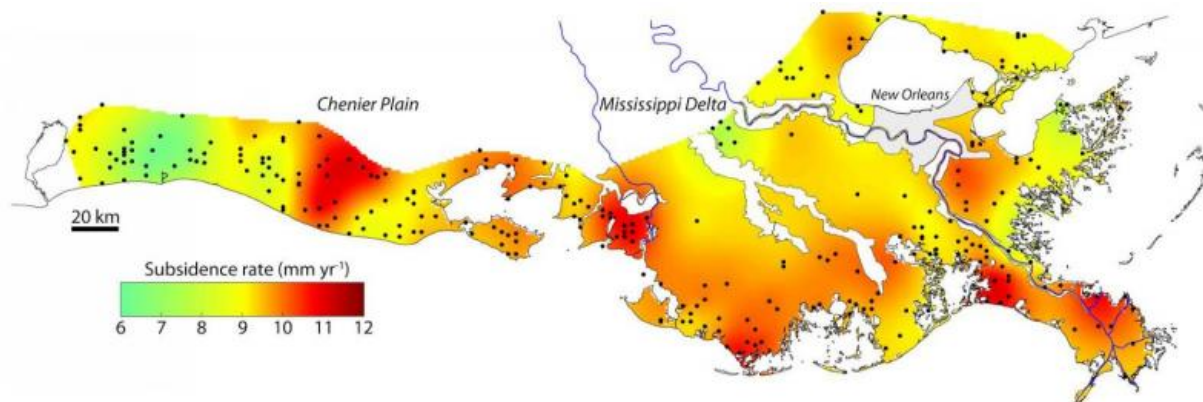 Chenier Plain
Mississippi Delta
New Orleans
20 km
Subsidence rate (mm yr⁻¹)
6 7 8 9 10 11 12